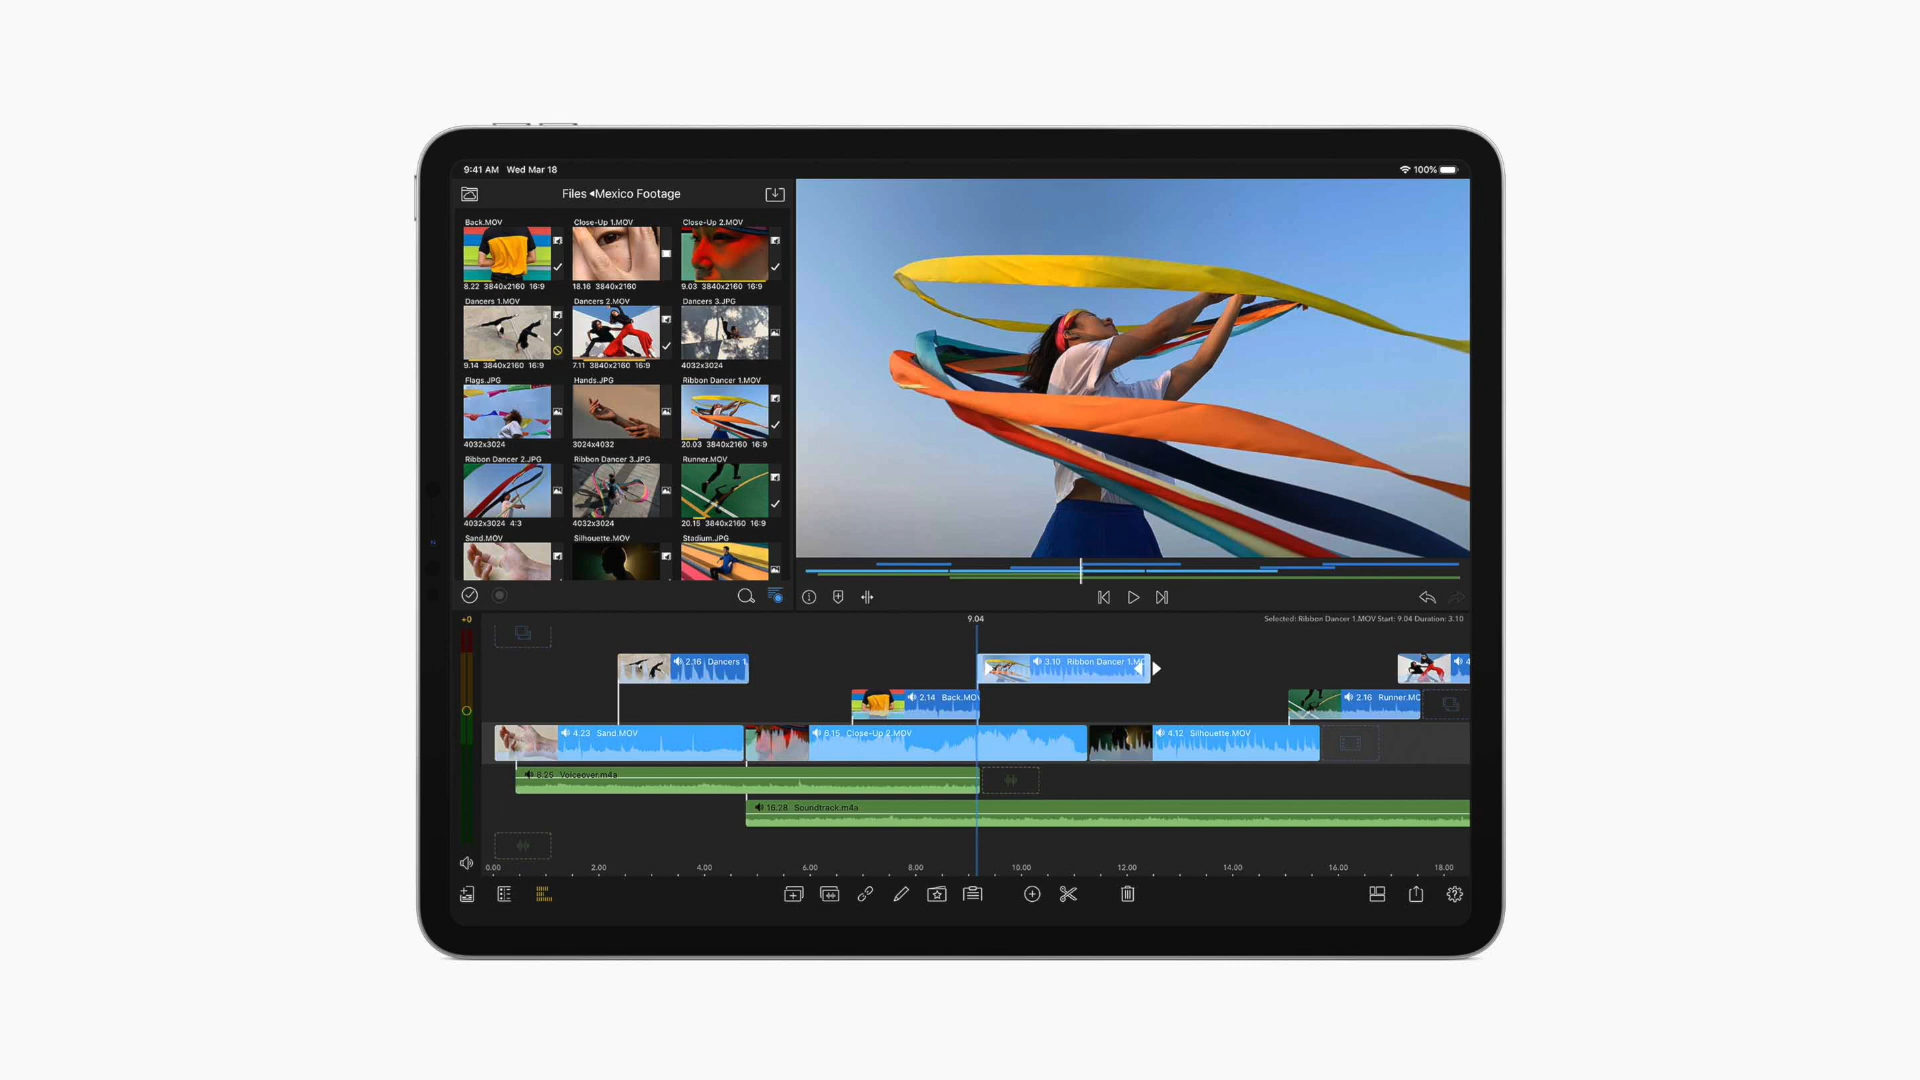 9:41 AM Wed Mar 18
100%
Files ◂Mexico Footage
Back.MOV
Close-Up 1.MOV
Close-Up 2.MOV
8.22 3840x2160 16:9
18.16 3840x2160
9.03 3840x2160 16:9
Dancers 1.MOV
Dancers 2.MOV
Dancers 3.JPG
9.14 3840x2160 16:9
7.11 3840x2160 16:9
4032x3024
Flags.JPG
Hands.JPG
Ribbon Dancer 1.MOV
4032x3024
3024x4032
20.03 3840x2160 16:9
Ribbon Dancer 2.JPG
Ribbon Dancer 3.JPG
Runner.MOV
4032x3024 4:3
4032x3024
20.15 3840x2160 16:9
Sand.MOV
Silhouette.MOV
Stadium.JPG
+0
9.04
Selected: Ribbon Dancer 1.MOV Start: 9.04 Duration: 3.10
2.16 Dancers 1.
3.10 Ribbon Dancer 1.MO
4
2.14 Back.MOV
2.16 Runner.MO
4.23 Sand.MOV
6.15 Close-Up 2.MOV
4.12 Silhouette.MOV
8.25 Voiceover.m4a
16.28 Soundtrack.m4a
0.00 2.00 4.00 6.00 8.00 10.00 12.00 14.00 16.00 18.00